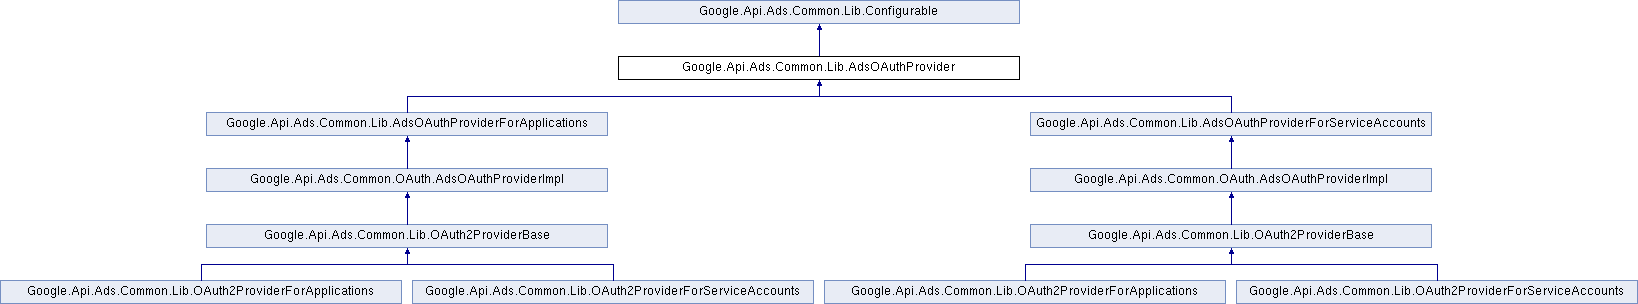 Google.Api.Ads.Common.Lib.Configurable
Google.Api.Ads.Common.Lib.AdsOAuthProvider
Google.Api.Ads.Common.Lib.AdsOAuthProviderForApplications
Google.Api.Ads.Common.Lib.AdsOAuthProviderForServiceAccounts
Google.Api.Ads.Common.OAuth.AdsOAuthProviderImpl
Google.Api.Ads.Common.OAuth.AdsOAuthProviderImpl
Google.Api.Ads.Common.Lib.OAuth2ProviderBase
Google.Api.Ads.Common.Lib.OAuth2ProviderBase
Google.Api.Ads.Common.Lib.OAuth2ProviderForApplications
Google.Api.Ads.Common.Lib.OAuth2ProviderForServiceAccounts
Google.Api.Ads.Common.Lib.OAuth2ProviderForApplications
Google.Api.Ads.Common.Lib.OAuth2ProviderForServiceAccounts